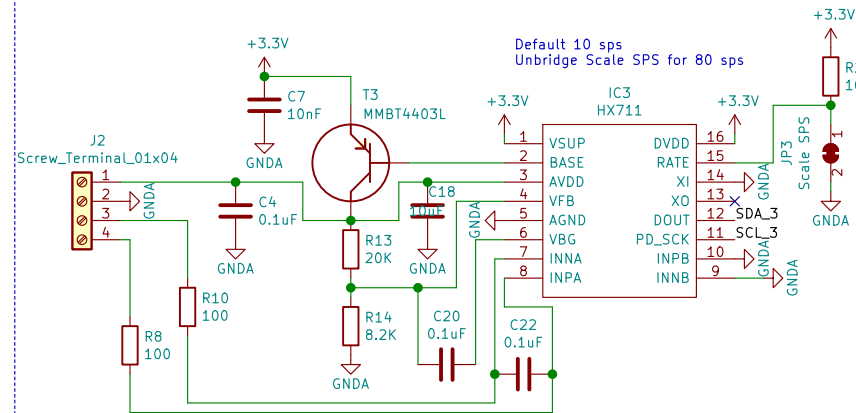 +3.3V
Default 10 sps
Unbridge Scale SPS for 80 sps
+3.3V
T3
MMBT4403L
C7
10nF
GNDA
J2
Screw_Terminal_01x04
1
2
3
4
GNDA
C4
0.1uF
GNDA
R13
20K
R14
8.2K
GNDA
C18
10uF
GNDA
R10
100
R8
100
C20
0.1uF
C22
0.1uF
+3.3V
IC3
HX711
+3.3V
1 VSUP DVDD 16
2 BASE RATE 15
3 AVDD XI 14
4 VFB XO 13
5 AGND DOUT 12
6 VBG PD_SCK 11
7 INNA INPB 10
8 INPA INNB 9
GNDA
GNDA
SDA_3
SCL_3
GNDA
GNDA
JP3
Scale SPS
1
2
GNDA